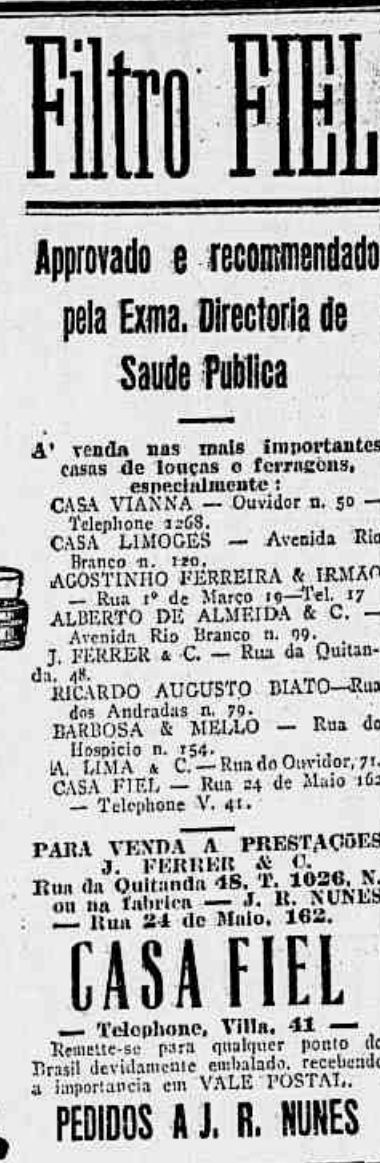 Filtro FIEL
Approvado e recommendado
pela Exma. Directoria de
Saude Publica
A' venda nas mais importantes
casas de louças e ferragens,
especialmente :
CASA VIANNA — Ouvidor n. 50 —
Telephone 1268.
CASA LIMOGES — Avenida Rio
Branco n. 120.
AGOSTINHO FERREIRA & IRMÃO
— Rua 1º de Março 19—Tel. 17
ALBERTO DE ALMEIDA & C. —
Avenida Rio Branco n. 99.
J. FERRER & C. — Rua da Quitan-
da, 48.
RICARDO AUGUSTO BIATO—Rua
dos Andradas n. 79.
BARBOSA & MELLO — Rua do
Hospicio n. 154.
A. LIMA & C.—Rua do Ouvidor, 71.
CASA FIEL — Rua 24 de Maio 162
— Telephone V. 41.
PARA VENDA A PRESTAÇÕES
J. FERRER & C.
Rua da Quitanda 48, T. 1026, N.
ou na fabrica — J. R. NUNES
— Rua 24 de Maio, 162.
CASA FIEL
— Telephone, Villa, 41 —
Remette-se para qualquer ponto do
Brasil devidamente embalado, recebendo
a importancia em VALE POSTAL.
PEDIDOS A J. R. NUNES